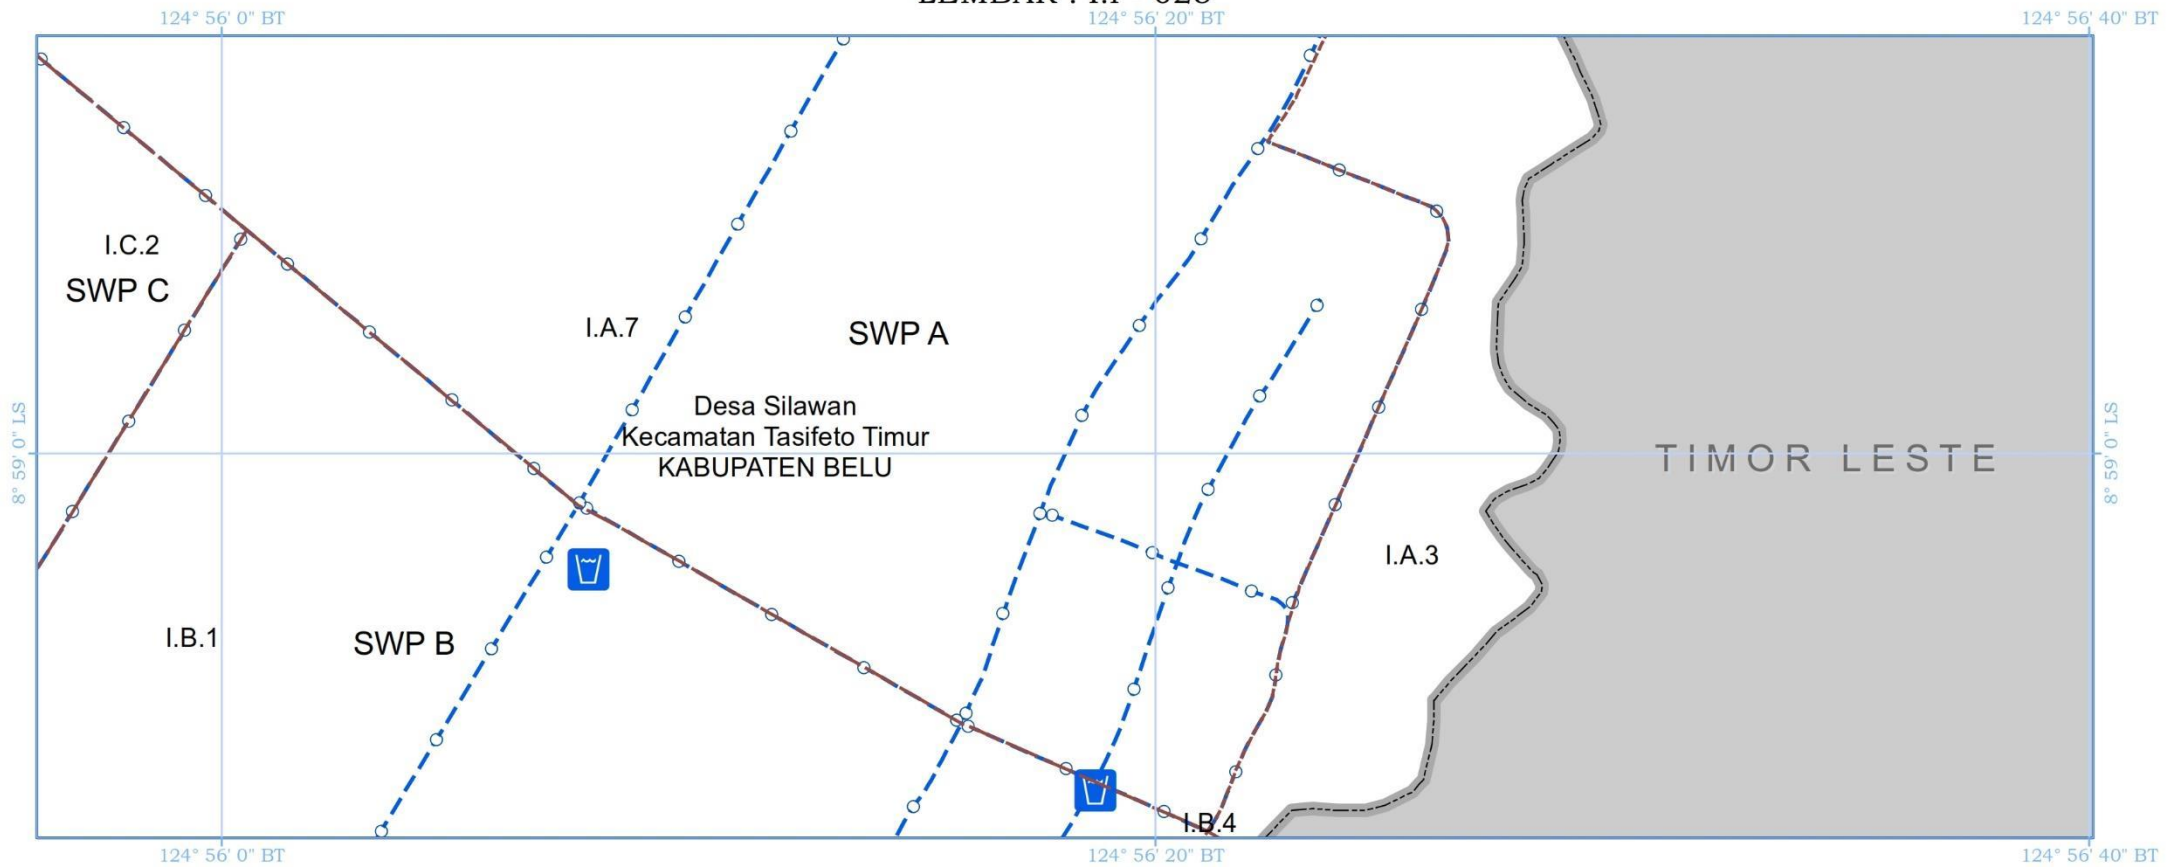 124° 56' 0" BT
124° 56' 20" BT
124° 56' 40" BT
I.C.2
SWP C
I.A.7
SWP A
Desa Silawan
Kecamatan Tasifeto Timur
KABUPATEN BELU
8° 59' 0" LS
TIMOR LESTE
8° 59' 0" LS
I.A.3
I.B.1
SWP B
I.B.4
124° 56' 0" BT
124° 56' 20" BT
124° 56' 40" BT